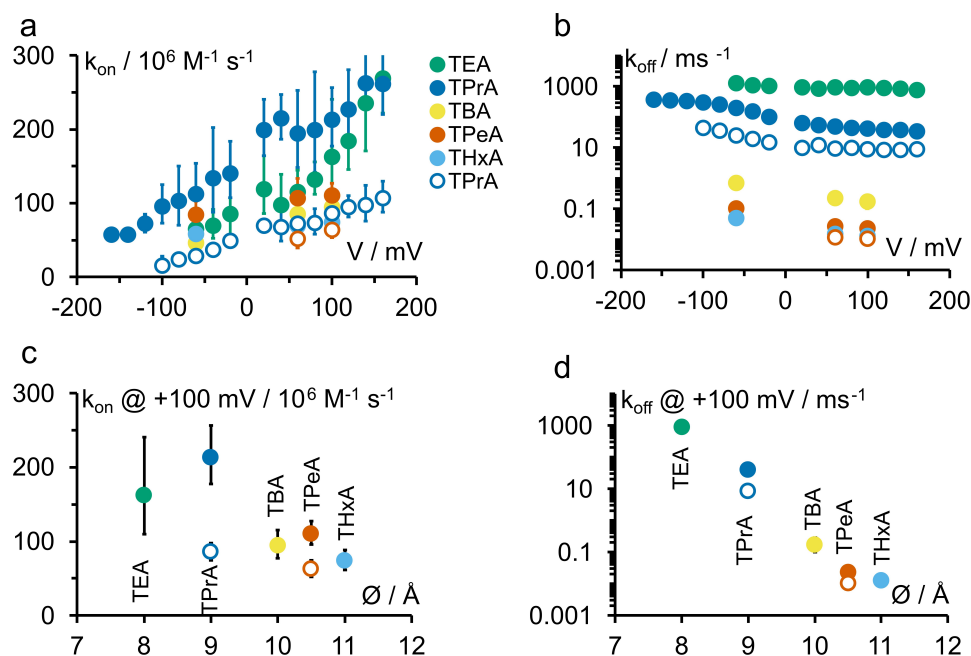 a
k_on / 10⁶ M⁻¹ s⁻¹
300
200
100
0
-200 -100 0 100 200
V / mV
TEA
TPrA
TBA
TPeA
THxA
TPrA
b
k_off / ms ⁻¹
1000
10
0.1
0.001
-200 -100 0 100 200
V / mV
c
k_on @ +100 mV / 10⁶ M⁻¹ s⁻¹
300
200
100
0
7 8 9 10 11 12
Ø / Å
TEA
TPrA
TBA
TPeA
THxA
d
k_off @ +100 mV / ms⁻¹
1000
10
0.1
0.001
7 8 9 10 11 12
Ø / Å
TEA
TPrA
TBA
TPeA
THxA